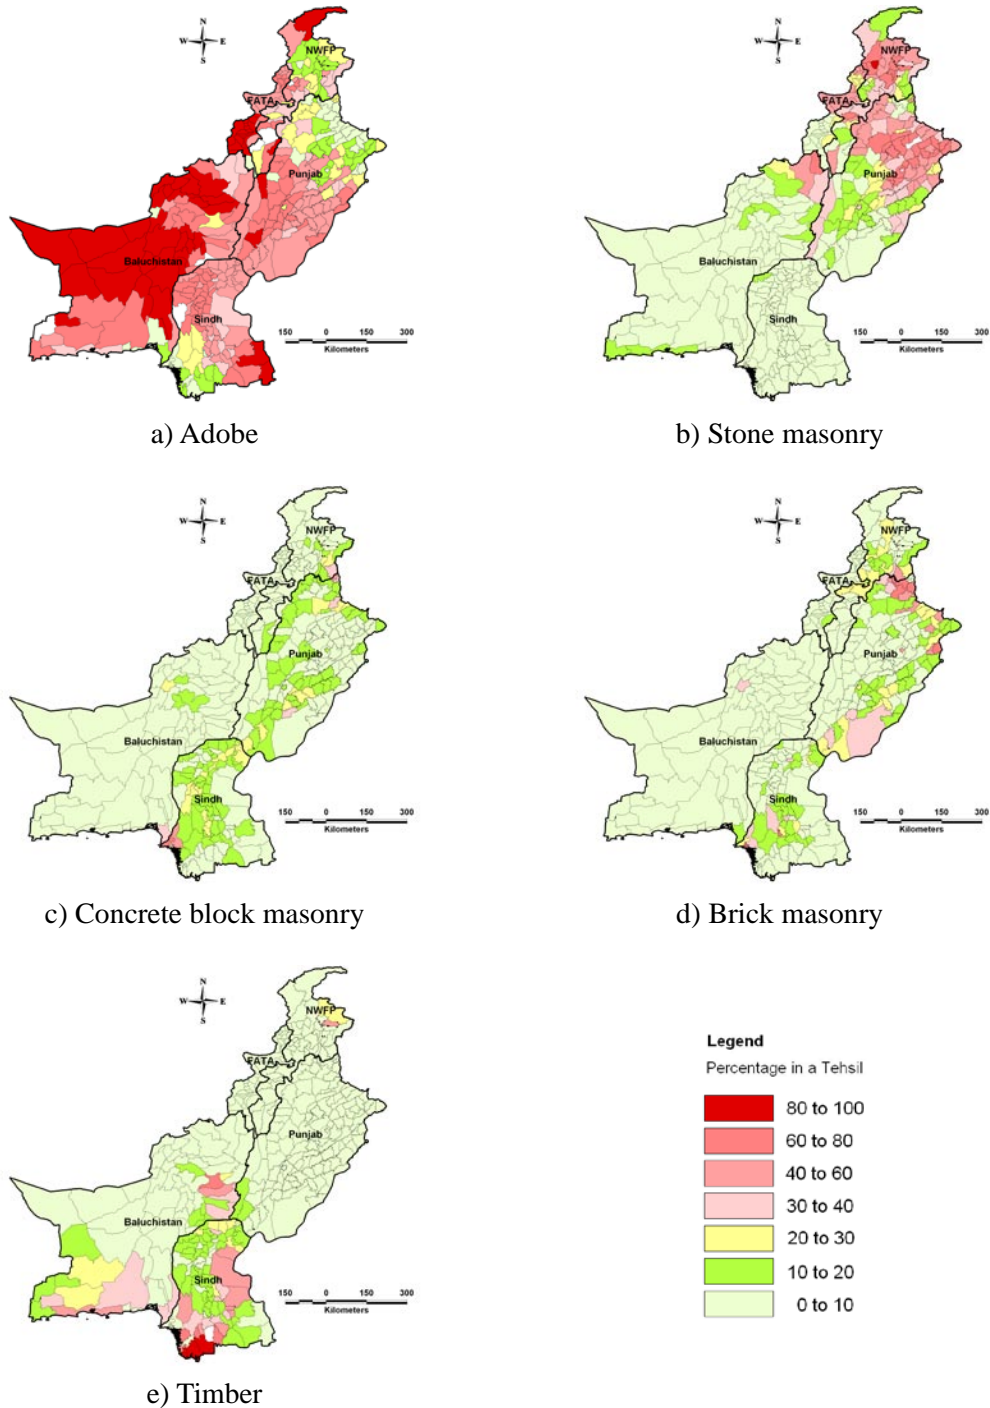 N
W E
S
NWFP
FATA
Punjab
Baluchistan
Sindh
150 0 150 300
Kilometers
a) Adobe
N
W E
S
NWFP
FATA
Punjab
Baluchistan
Sindh
150 0 150 300
Kilometers
b) Stone masonry
N
W E
S
NWFP
FATA
Punjab
Baluchistan
Sindh
150 0 150 300
Kilometers
c) Concrete block masonry
N
W E
S
NWFP
FATA
Punjab
Baluchistan
Sindh
150 0 150 300
Kilometers
d) Brick masonry
N
W E
S
NWFP
FATA
Punjab
Baluchistan
Sindh
150 0 150 300
Kilometers
e) Timber
Legend
Percentage in a Tehsil
80 to 100
60 to 80
40 to 60
30 to 40
20 to 30
10 to 20
0 to 10